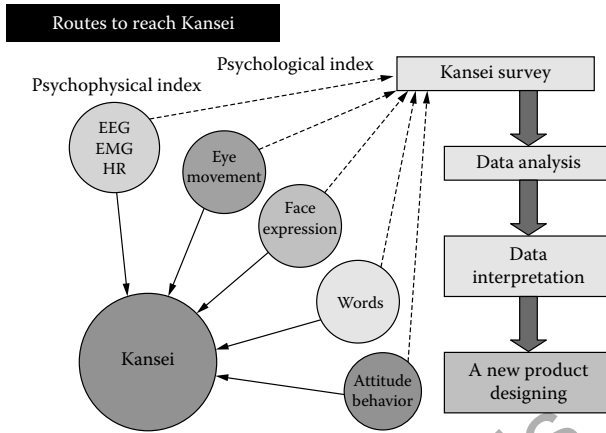 Routes to reach Kansei
Psychological index
Psychophysical index
Kansei survey
EEG
EMG
HR
Eye
movement
Data analysis
Face
expression
Data
interpretation
Words
Kansei
Attitude
behavior
A new product
designing